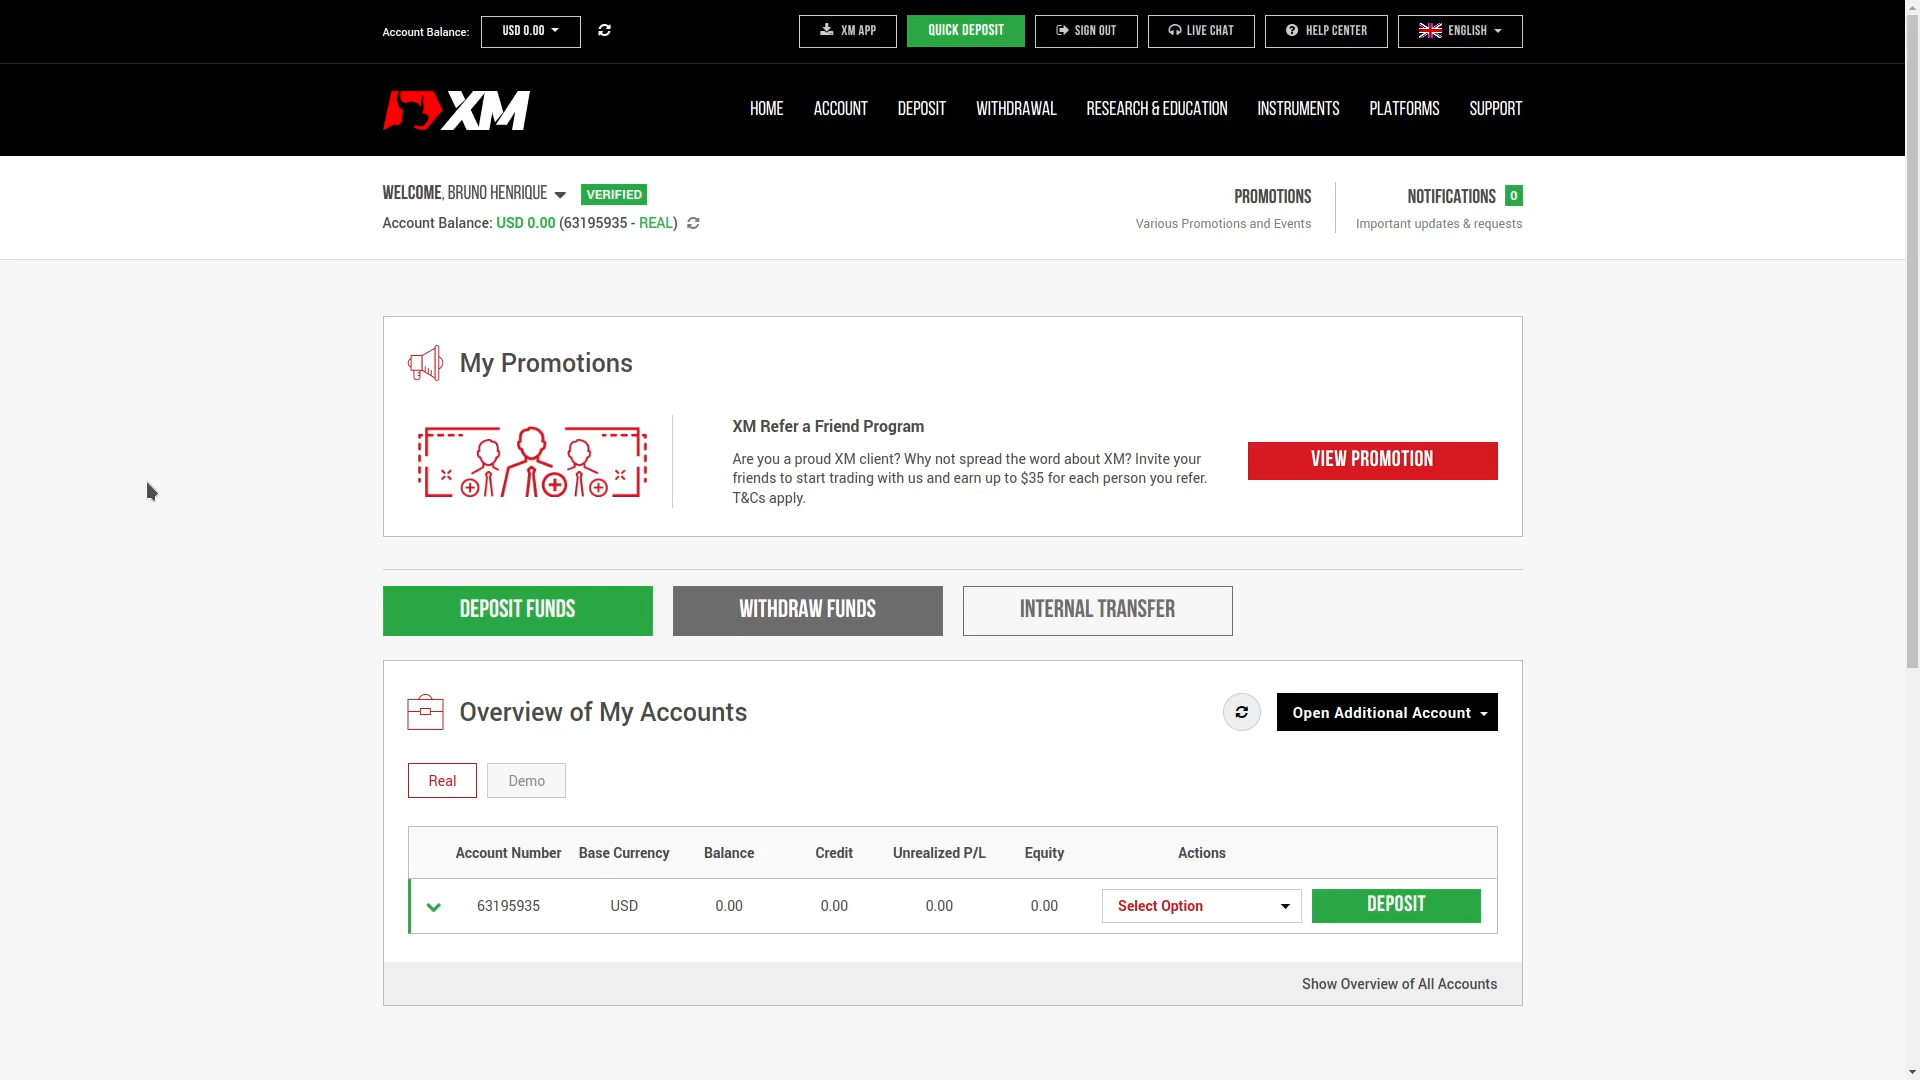 Account Balance: USD 0.00
XM APP
QUICK DEPOSIT
SIGN OUT
LIVE CHAT
HELP CENTER
ENGLISH
XM
HOME
ACCOUNT
DEPOSIT
WITHDRAWAL
RESEARCH & EDUCATION
INSTRUMENTS
PLATFORMS
SUPPORT
WELCOME, BRUNO HENRIQUE VERIFIED
Account Balance: USD 0.00 (63195935 - REAL)
PROMOTIONS
Various Promotions and Events
NOTIFICATIONS 0
Important updates & requests
My Promotions
XM Refer a Friend Program
Are you a proud XM client? Why not spread the word about XM? Invite your
friends to start trading with us and earn up to $35 for each person you refer.
T&Cs apply.
VIEW PROMOTION
DEPOSIT FUNDS
WITHDRAW FUNDS
INTERNAL TRANSFER
Overview of My Accounts
Open Additional Account
Real
Demo
Account Number Base Currency Balance Credit Unrealized P/L Equity Actions
63195935 USD 0.00 0.00 0.00 0.00 Select Option DEPOSIT
Show Overview of All Accounts